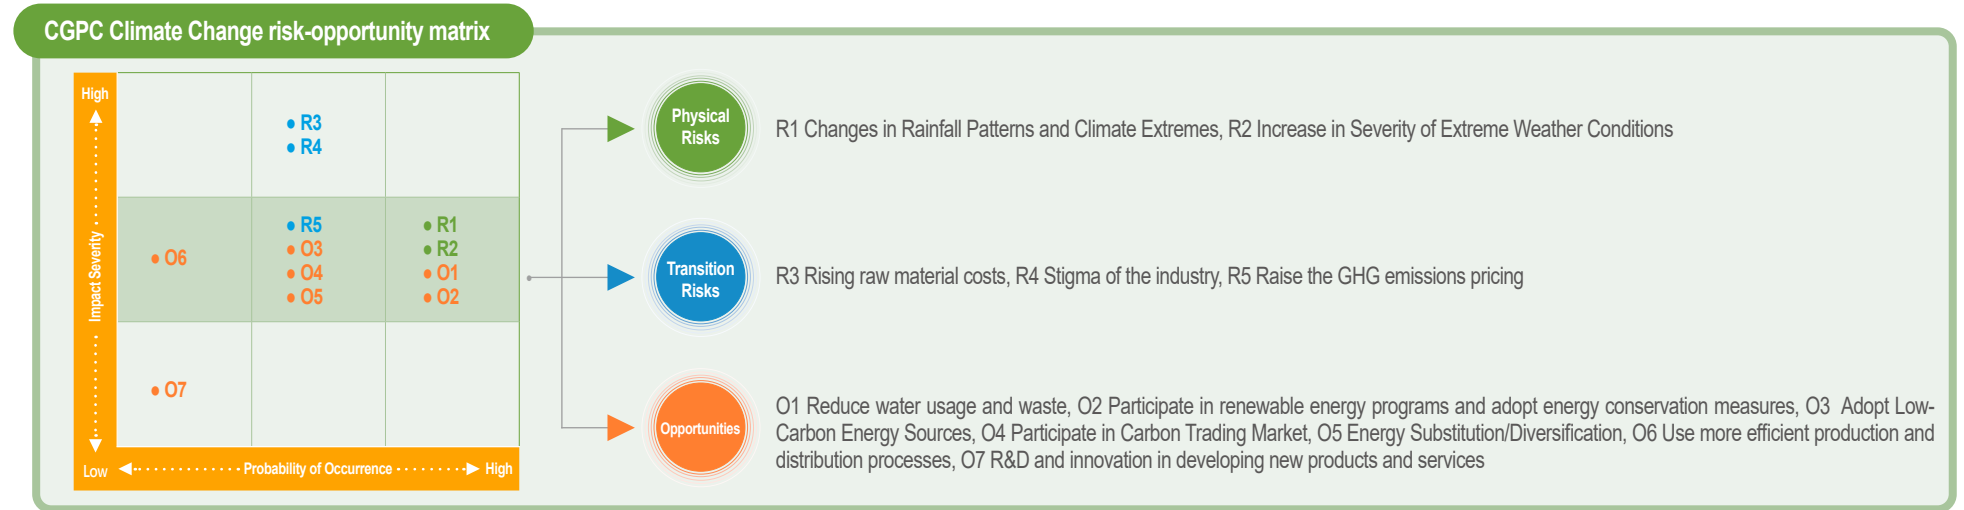 CGPC Climate Change risk-opportunity matrix
High
Impact Severity
Low
Probability of Occurrence
High
R3
R4
O6
R5
O3
O4
O5
R1
R2
O1
O2
O7
Physical
Risks
R1 Changes in Rainfall Patterns and Climate Extremes, R2 Increase in Severity of Extreme Weather Conditions
Transition
Risks
R3 Rising raw material costs, R4 Stigma of the industry, R5 Raise the GHG emissions pricing
Opportunities
O1 Reduce water usage and waste, O2 Participate in renewable energy programs and adopt energy conservation measures, O3 Adopt Low-
Carbon Energy Sources, O4 Participate in Carbon Trading Market, O5 Energy Substitution/Diversification, O6 Use more efficient production and
distribution processes, O7 R&D and innovation in developing new products and services